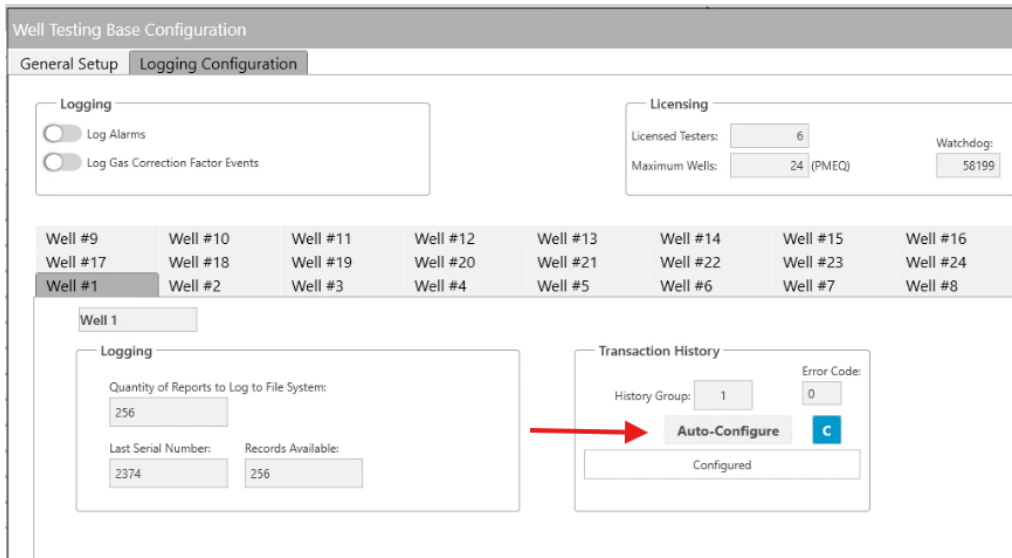 Well Testing Base Configuration
General Setup Logging Configuration
Logging
Log Alarms
Log Gas Correction Factor Events
Licensing
Licensed Testers: 6
Maximum Wells: 24 (PMEQ)
Watchdog:
58199
Well #9 Well #10 Well #11 Well #12 Well #13 Well #14 Well #15 Well #16
Well #17 Well #18 Well #19 Well #20 Well #21 Well #22 Well #23 Well #24
Well #1 Well #2 Well #3 Well #4 Well #5 Well #6 Well #7 Well #8
Well 1
Logging
Quantity of Reports to Log to File System:
256
Last Serial Number: Records Available:
2374 256
Transaction History
Error Code:
History Group: 1 0
Auto-Configure C
Configured